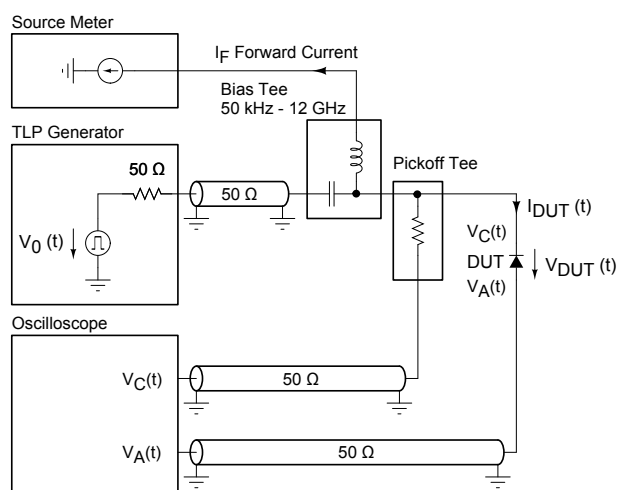 Source Meter
I_F Forward Current
Bias Tee
50 kHz - 12 GHz
TLP Generator
50 Ω
50 Ω
Pickoff Tee
V_0 (t)
I_DUT (t)
V_C(t)
DUT
V_DUT (t)
V_A(t)
Oscilloscope
V_C(t)
50 Ω
V_A(t)
50 Ω